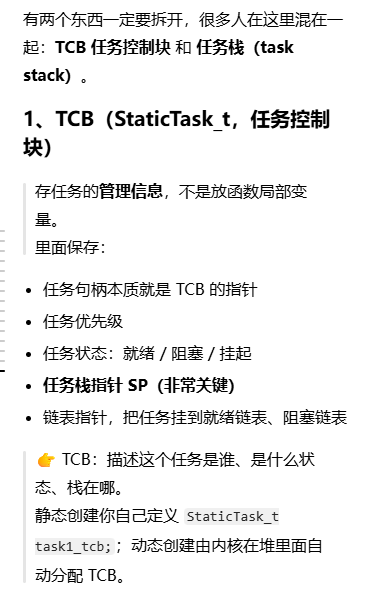 有两个东西一定要拆开，很多人在这里混在一
起：TCB 任务控制块 和 任务栈（task
stack）。
1、TCB（StaticTask_t，任务控制
块）
存任务的管理信息，不是放函数局部变
量。
里面保存：
• 任务句柄本质就是 TCB 的指针
• 任务优先级
• 任务状态：就绪 / 阻塞 / 挂起
• 任务栈指针 SP（非常关键）
• 链表指针，把任务挂到就绪链表、阻塞链表
👉 TCB：描述这个任务是谁、是什么状
态、栈在哪。
静态创建你自己定义 StaticTask_t
task1_tcb;；动态创建由内核在堆里面自
动分配 TCB。